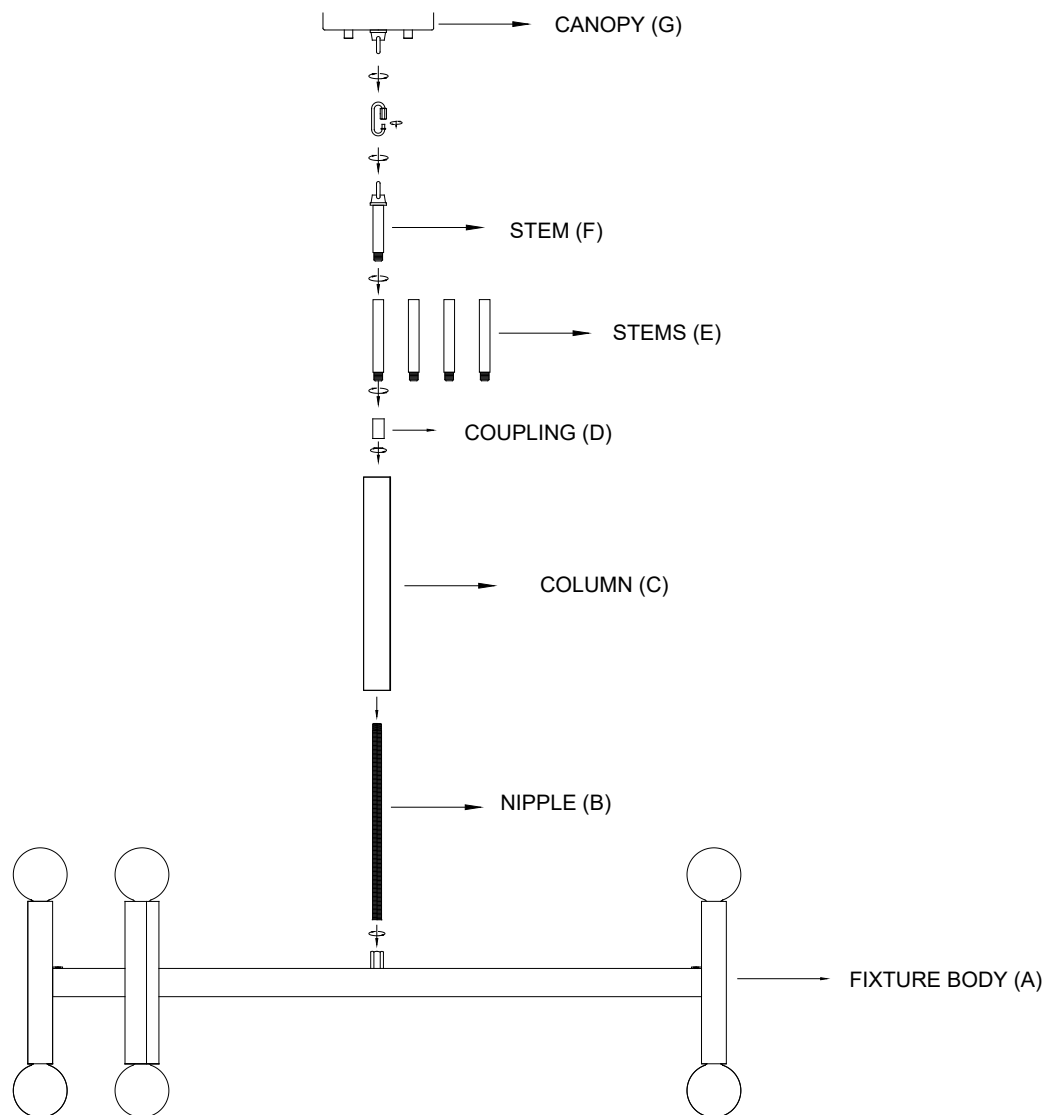 CANOPY (G)
STEM (F)
STEMS (E)
COUPLING (D)
COLUMN (C)
NIPPLE (B)
FIXTURE BODY (A)